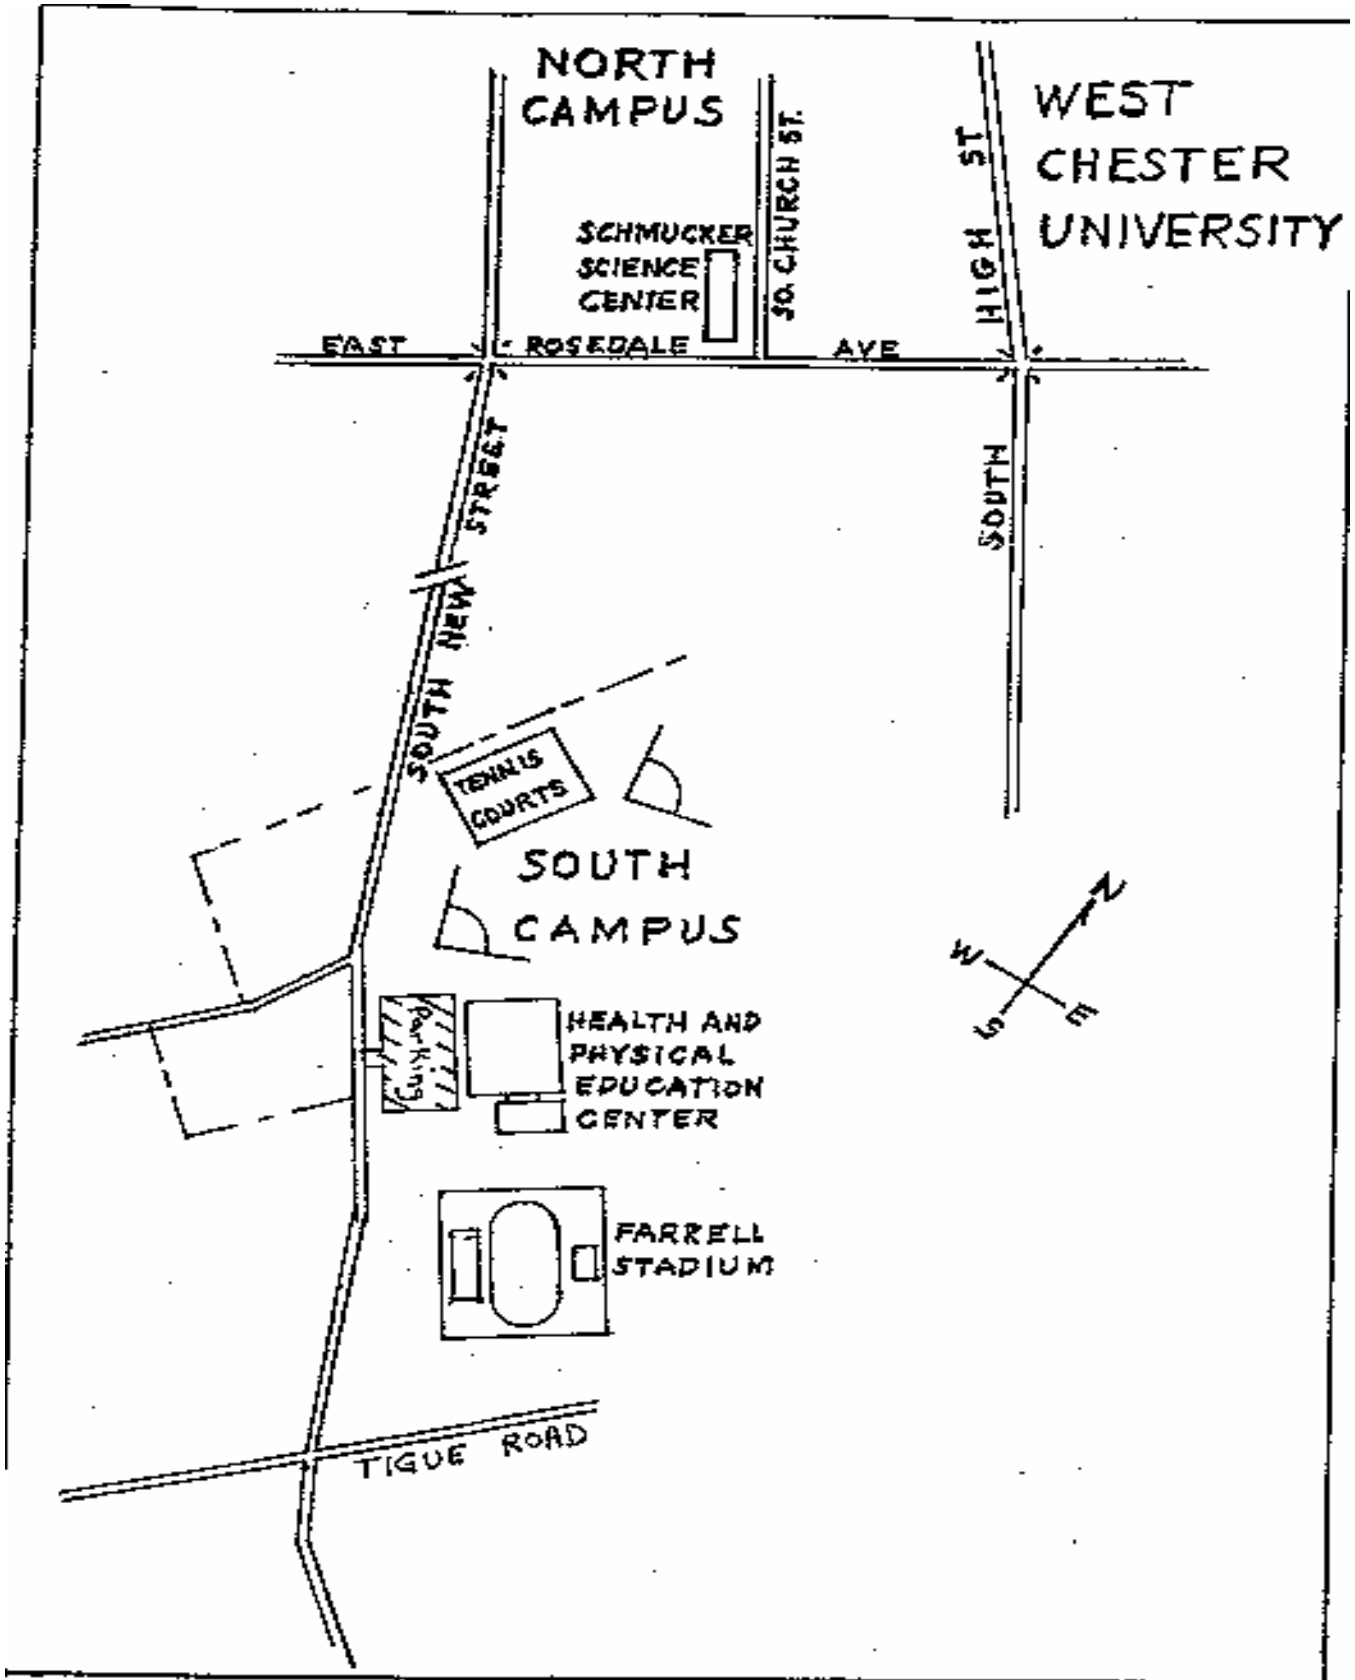 NORTH
CAMPUS
WEST
CHESTER
UNIVERSITY
SO. CHURCH ST.
HIGH ST
SCHMUCKER
SCIENCE
CENTER
EAST ROSEDALE AVE
SOUTH
SOUTH NEW STREET
TENNIS
COURTS
SOUTH
CAMPUS
N
W
E
S
Parking
HEALTH AND
PHYSICAL
EDUCATION
CENTER
FARRELL
STADIUM
TIGUE ROAD